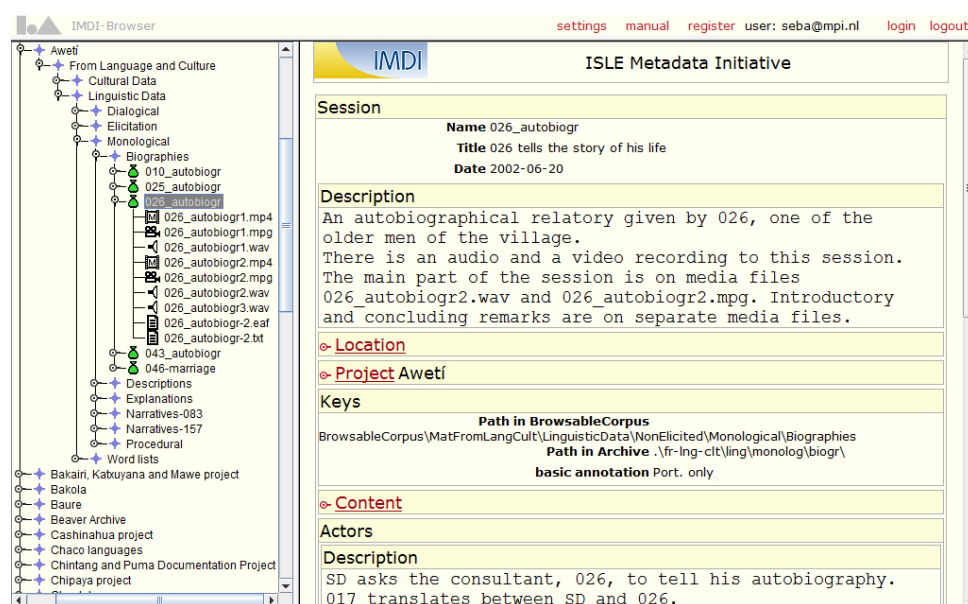 IMDI-Browser
settings manual register user: seba@mpi.nl login logout
Awetí
From Language and Culture
Cultural Data
Linguistic Data
Dialogical
Elicitation
Monological
Biographies
010_autobiogr
025_autobiogr
026_autobiogr
026_autobiogr1.mp4
026_autobiogr1.mpg
026_autobiogr1.wav
026_autobiogr2.mp4
026_autobiogr2.mpg
026_autobiogr2.wav
026_autobiogr3.wav
026_autobiogr-2.eaf
026_autobiogr-2.txt
043_autobiogr
046-marriage
Descriptions
Explanations
Narratives-083
Narratives-157
Procedural
Word lists
Bakairi, Katxuyana and Mawe project
Bakola
Baure
Beaver Archive
Cashinahua project
Chaco languages
Chintang and Puma Documentation Project
Chipaya project
IMDI
ISLE Metadata Initiative
Session
Name 026_autobiogr
Title 026 tells the story of his life
Date 2002-06-20
Description
An autobiographical relatory given by 026, one of the
older men of the village.
There is an audio and a video recording to this session.
The main part of the session is on media files
026_autobiogr2.wav and 026_autobiogr2.mpg. Introductory
and concluding remarks are on separate media files.
Location
Project Awetí
Keys
Path in BrowsableCorpus
BrowsableCorpus\MatFromLangCult\LinguisticData\NonElicited\Monological\Biographies
Path in Archive .\fr-lng-clt\ling\monolog\biogr\
basic annotation Port. only
Content
Actors
Description
SD asks the consultant, 026, to tell his autobiography.
017 translates between SD and 026.